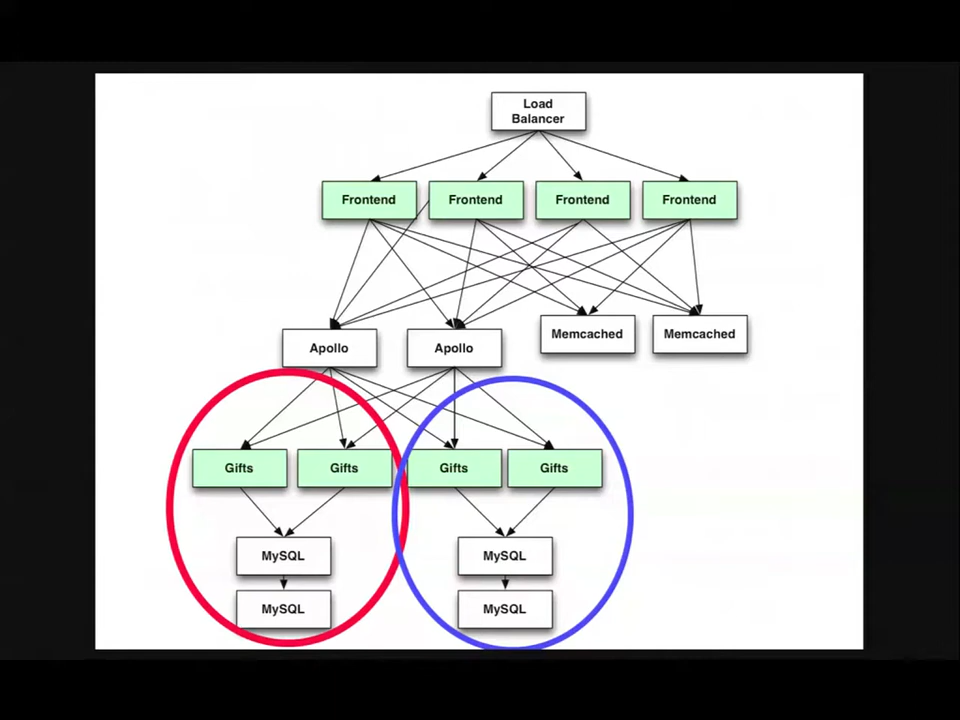 Load
Balancer
Frontend
Frontend
Frontend
Frontend
Apollo
Apollo
Memcached
Memcached
Gifts
Gifts
Gifts
Gifts
MySQL
MySQL
MySQL
MySQL